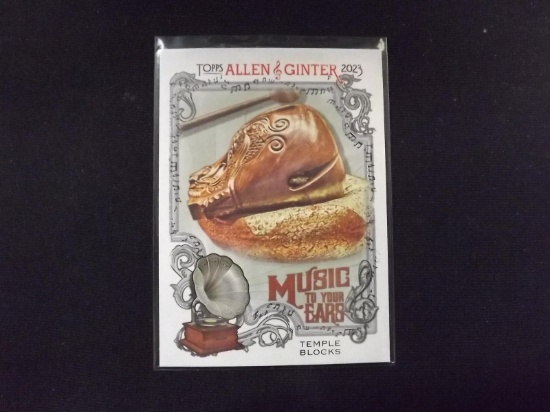 TOPPS ALLEN & GINTER 2023
MUSIC
TO YOUR
EARS
TEMPLE
BLOCKS